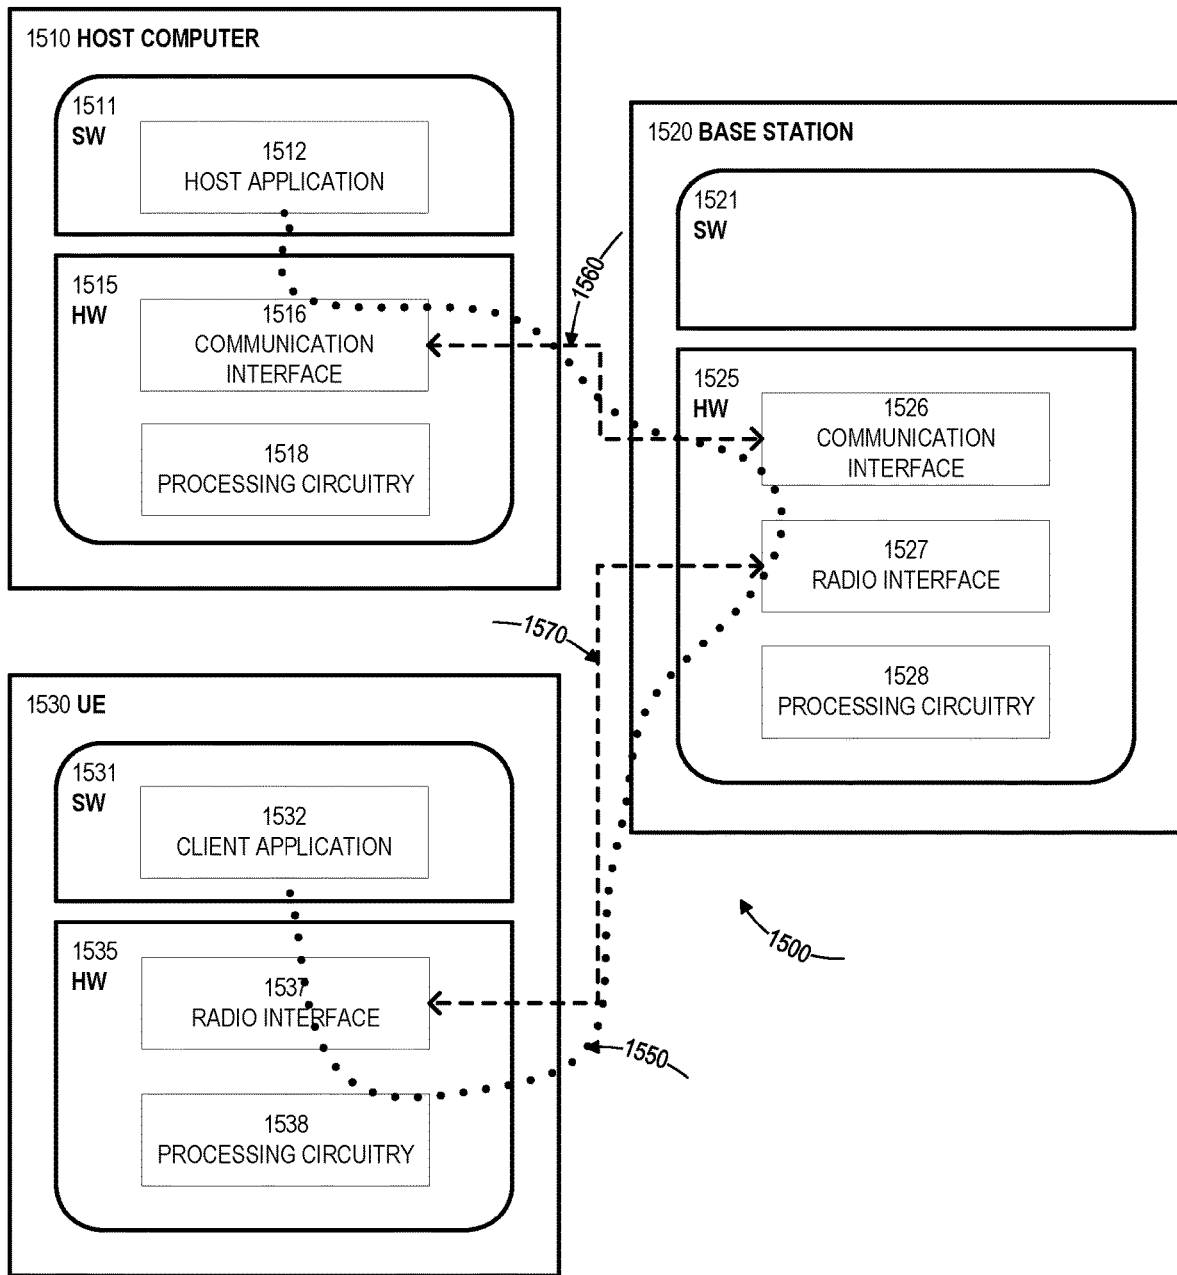 1510 HOST COMPUTER
1511
SW
1512
HOST APPLICATION
1515
HW
1516
COMMUNICATION
INTERFACE
1518
PROCESSING CIRCUITRY
1560
1520 BASE STATION
1521
SW
1525
HW
1526
COMMUNICATION
INTERFACE
1527
RADIO INTERFACE
1528
PROCESSING CIRCUITRY
1570
1530 UE
1531
SW
1532
CLIENT APPLICATION
1535
HW
1537
RADIO INTERFACE
1538
PROCESSING CIRCUITRY
1500
1550